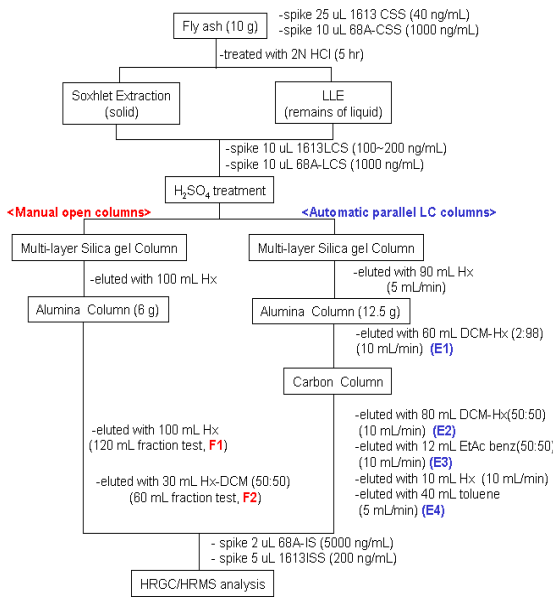 Fly ash (10 g)
-spike 25 uL 1613 CSS (40 ng/mL)
-spike 10 uL 68A-CSS (1000 ng/mL)
-treated with 2N HCl (5 hr)
Soxhlet Extraction
(solid)
LLE
(remains of liquid)
-spike 10 uL 1613LCS (100~200 ng/mL)
-spike 10 uL 68A-LCS (1000 ng/mL)
H2SO4 treatment
<Manual open columns>
<Automatic parallel LC columns>
Multi-layer Silica gel Column
Multi-layer Silica gel Column
-eluted with 100 mL Hx
-eluted with 90 mL Hx
(5 mL/min)
Alumina Column (6 g)
Alumina Column (12.5 g)
-eluted with 60 mL DCM-Hx (2:98)
(10 mL/min) (E1)
Carbon Column
-eluted with 100 mL Hx
(120 mL fraction test, F1)
-eluted with 30 mL Hx-DCM (50:50)
(60 mL fraction test, F2)
-eluted with 80 mL DCM-Hx(50:50)
(10 mL/min) (E2)
-eluted with 12 mL EtAc benz(50:50)
(10 mL/min) (E3)
-eluted with 10 mL Hx (10 mL/min)
-eluted with 40 mL toluene
(5 mL/min) (E4)
- spike 2 uL 68A-IS (5000 ng/mL)
- spike 5 uL 1613ISS (200 ng/mL)
HRGC/HRMS analysis